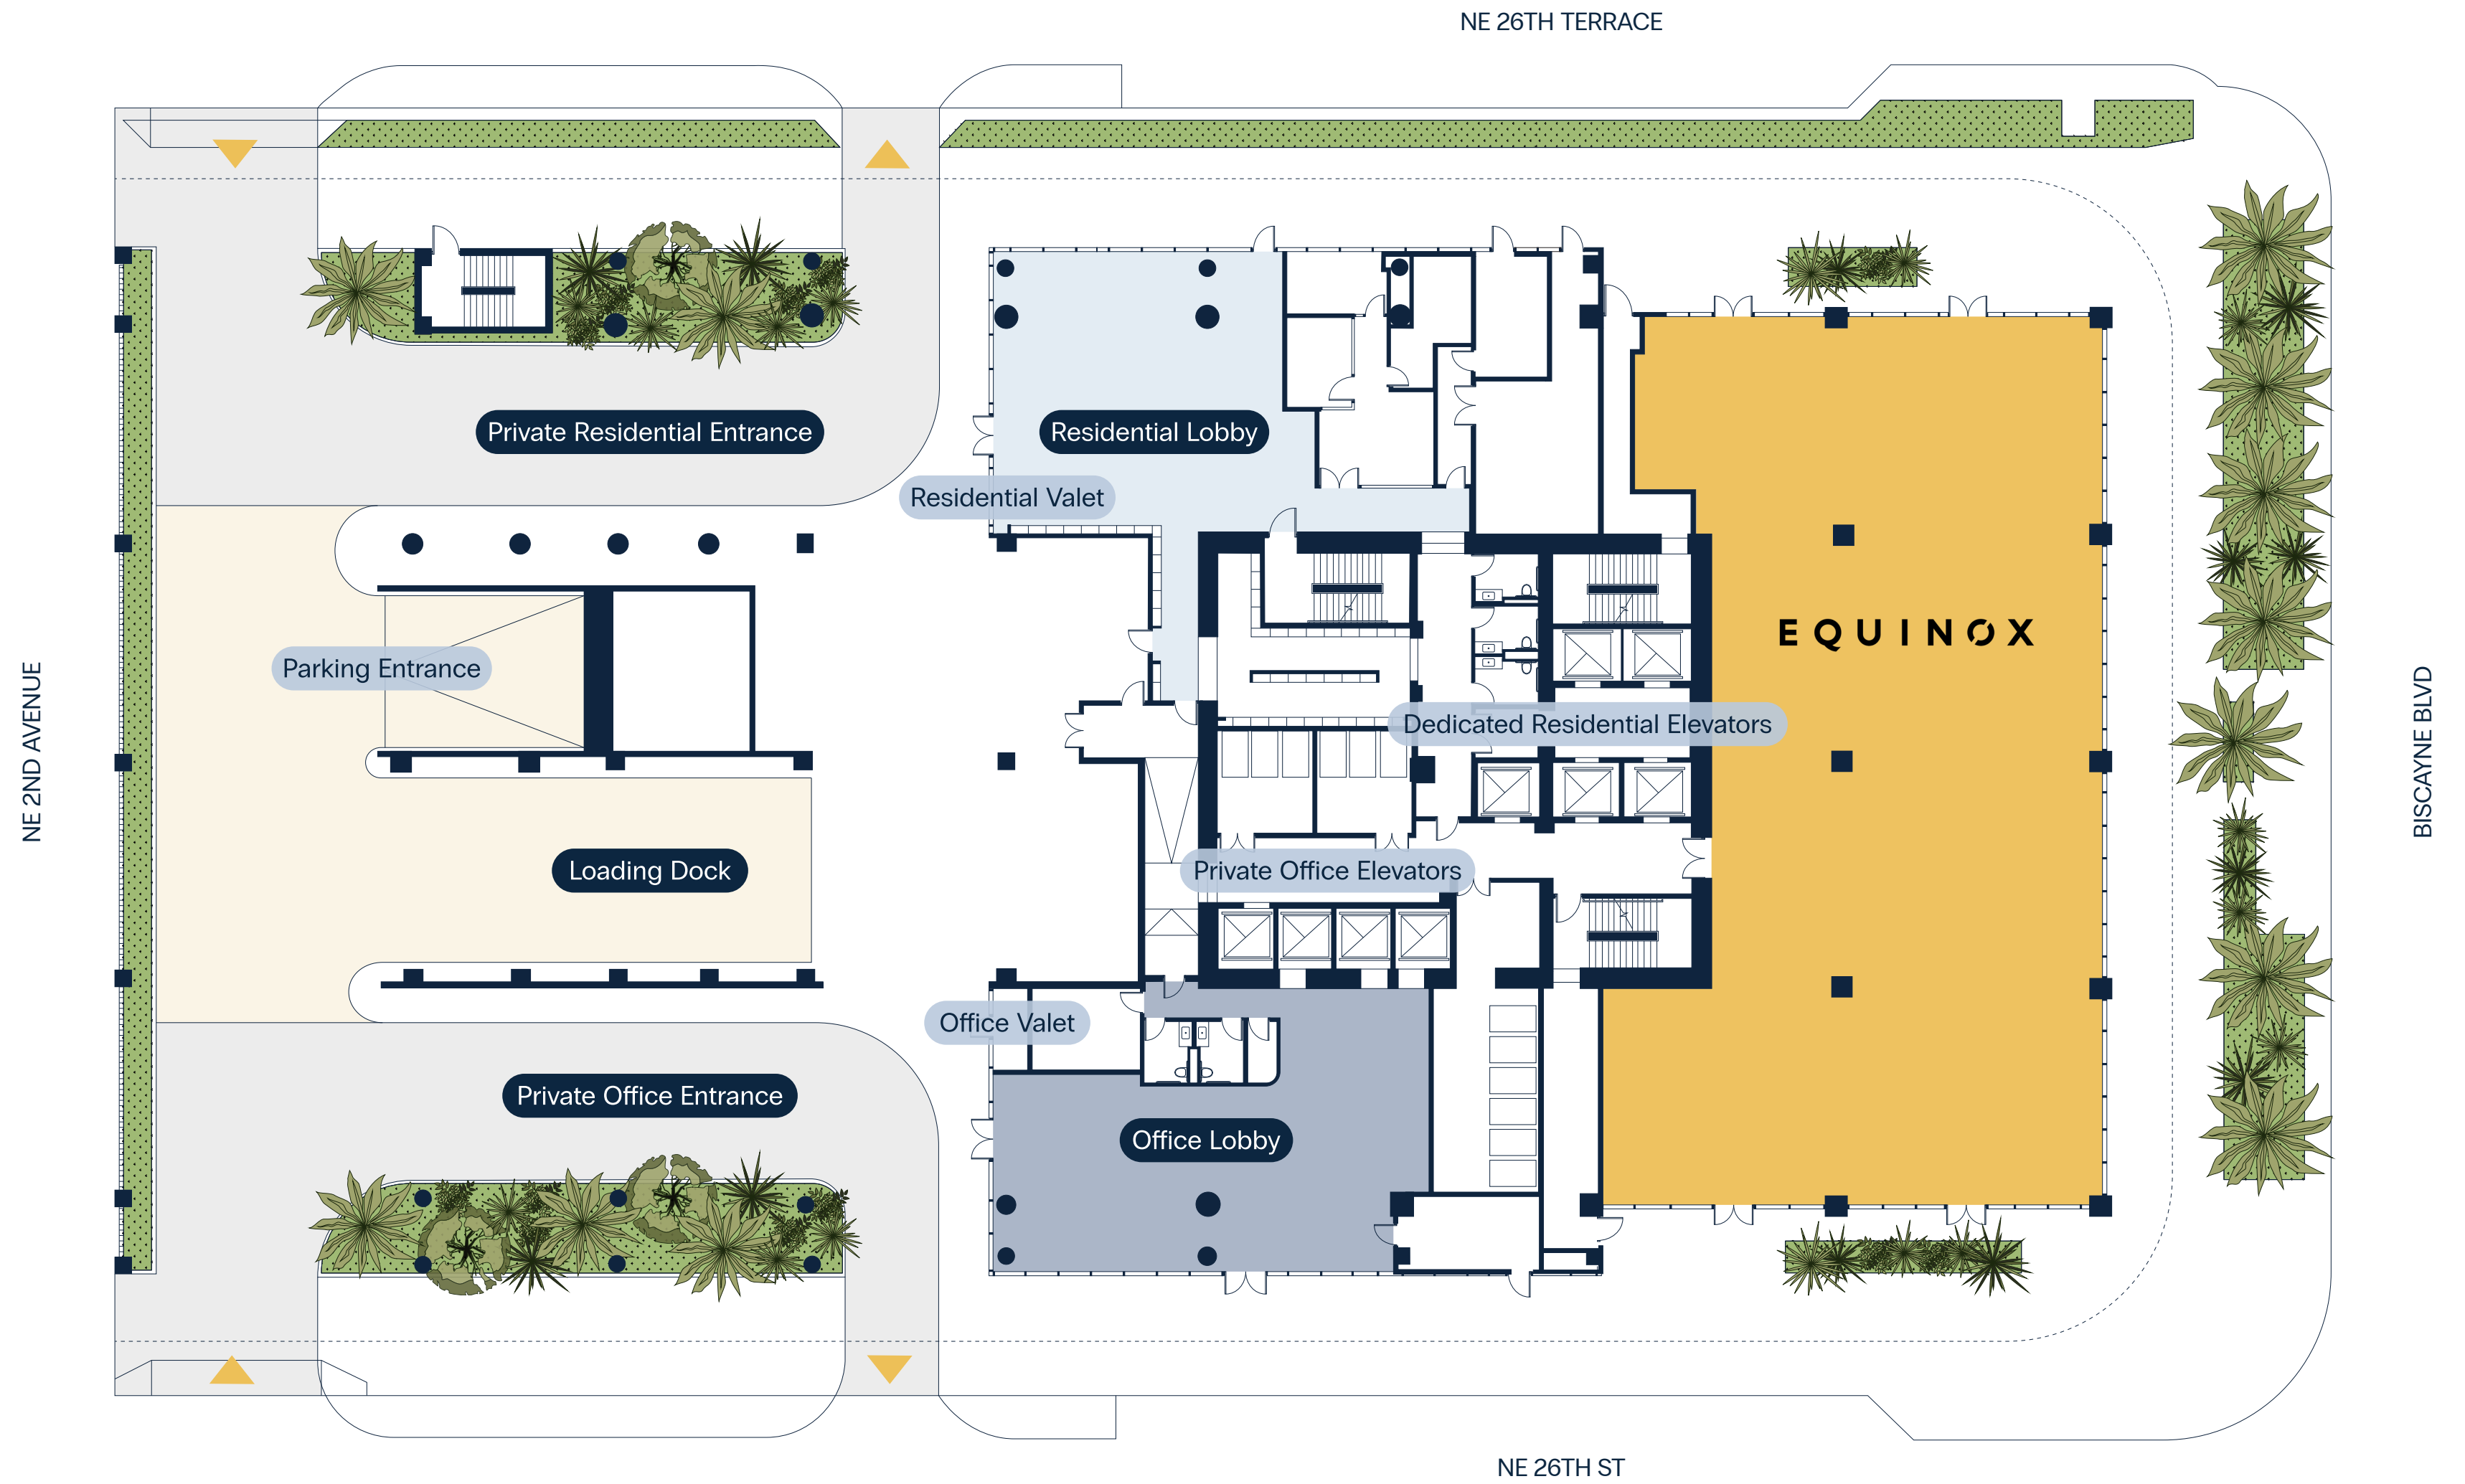 NE 26TH TERRACE
Private Residential Entrance
Residential Lobby
Residential Valet
EQUINOX
Parking Entrance
Dedicated Residential Elevators
NE 2ND AVENUE
BISCAYNE BLVD
Loading Dock
Private Office Elevators
Office Valet
Private Office Entrance
Office Lobby
NE 26TH ST